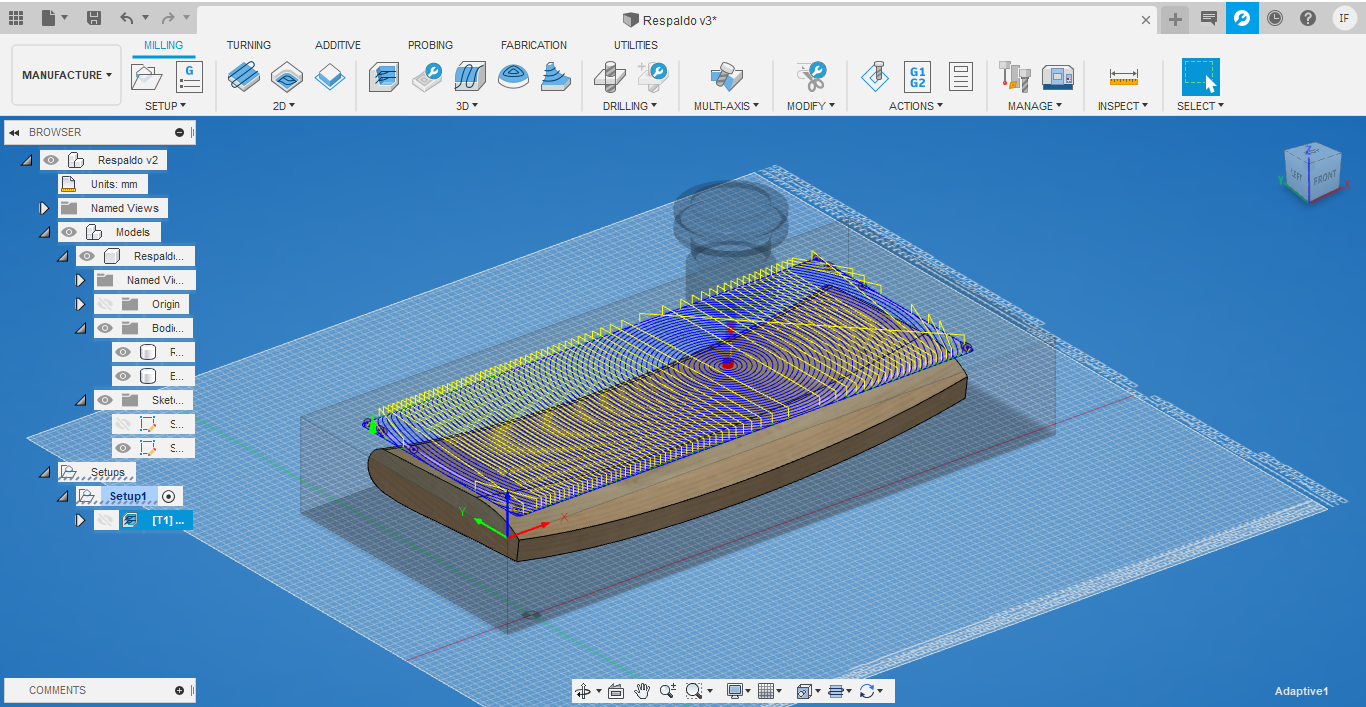 Respaldo v3*
IF
MILLING
TURNING
ADDITIVE
PROBING
FABRICATION
UTILITIES
MANUFACTURE
G
G1
G2
SETUP
2D
3D
DRILLING
MULTI-AXIS
MODIFY
ACTIONS
MANAGE
INSPECT
SELECT
BROWSER
Respaldo v2
Units: mm
Named Views
Models
Respaldo...
Named Vi...
Origin
Bodi...
R...
E...
Sket...
S...
S...
Setups
Setup1
[T1] ...
Z
LEFT
FRONT
Y
X
Y
X
COMMENTS
Adaptive1